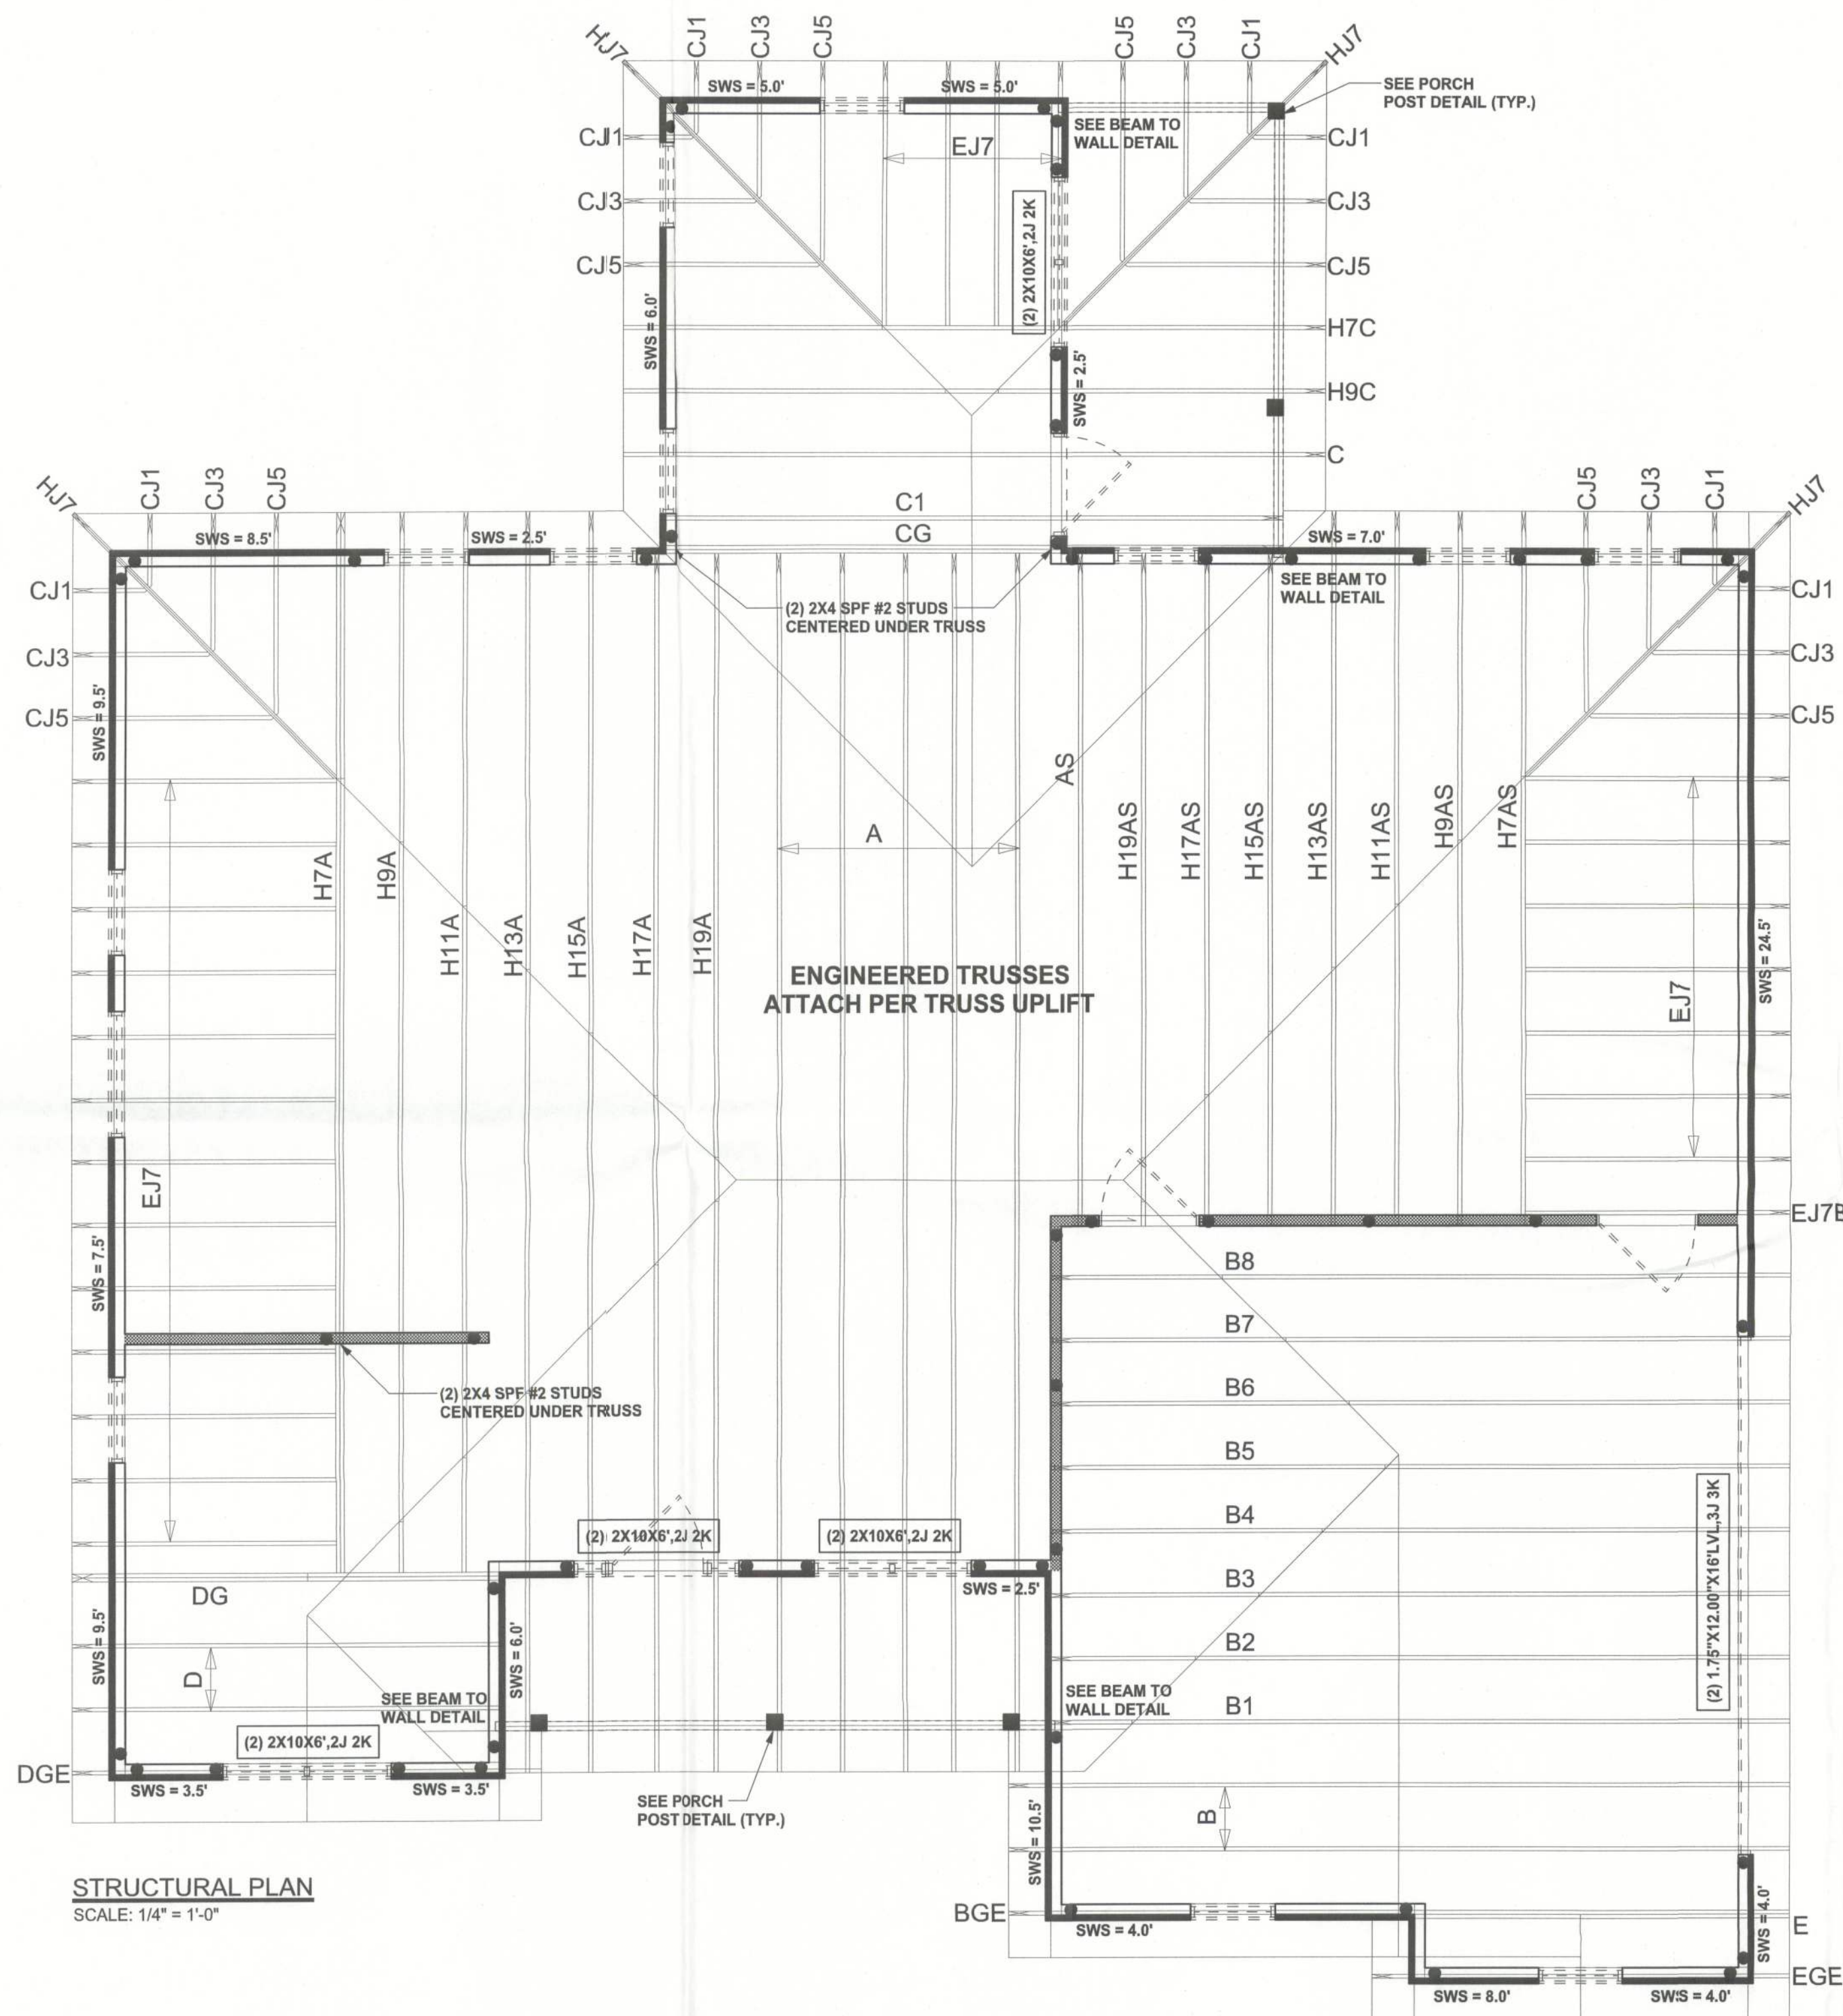 HJ7
CJ1
CJ3
CJ5
CJ5
CJ3
CJ1
HJ7
SEE PORCH
POST DETAIL (TYP.)
SWS = 5.0'
SWS = 5.0'
CJ1
EJ7
SEE BEAM TO
WALL DETAIL
CJ1
CJ3
CJ3
CJ5
(2) 2X10X6',2J 2K
CJ5
SWS = 6.0'
H7C
SWS = 2.5'
H9C
C
HJ7
CJ1
CJ3
CJ5
C1
CJ5
CJ3
CJ1
HJ7
SWS = 8.5'
SWS = 2.5'
CG
SWS = 7.0'
CJ1
SEE BEAM TO
WALL DETAIL
CJ1
(2) 2X4 SPF #2 STUDS
CENTERED UNDER TRUSS
CJ3
CJ3
CJ5
SWS = 9.5'
CJ5
AS
H7A
H9A
A
H19AS
H17AS
H15AS
H13AS
H11AS
H9AS
H7AS
H11A
H13A
H15A
H17A
H19A
ENGINEERED TRUSSES
ATTACH PER TRUSS UPLIFT
EJ7
SWS = 24.5'
EJ7
EJ7B
SWS = 7.5'
B8
B7
(2) 2X4 SPF #2 STUDS
CENTERED UNDER TRUSS
B6
B5
B4
(2) 2X10X6',2J 2K
(2) 2X10X6',2J 2K
(2) 1.75"X12.00"X16'LVL,3J 3K
DG
SWS = 2.5'
B3
SWS = 9.5'
SWS = 6.0'
B2
D
SEE BEAM TO
WALL DETAIL
SEE BEAM TO
WALL DETAIL
B1
(2) 2X10X6',2J 2K
DGE
SWS = 3.5'
SWS = 3.5'
SEE PORCH
POST DETAIL (TYP.)
B
SWS = 10.5'
STRUCTURAL PLAN
SCALE: 1/4" = 1'-0"
BGE
SWS = 4.0'
SWS = 4.0'
E
EGE
SWS = 8.0'
SWS = 4.0'